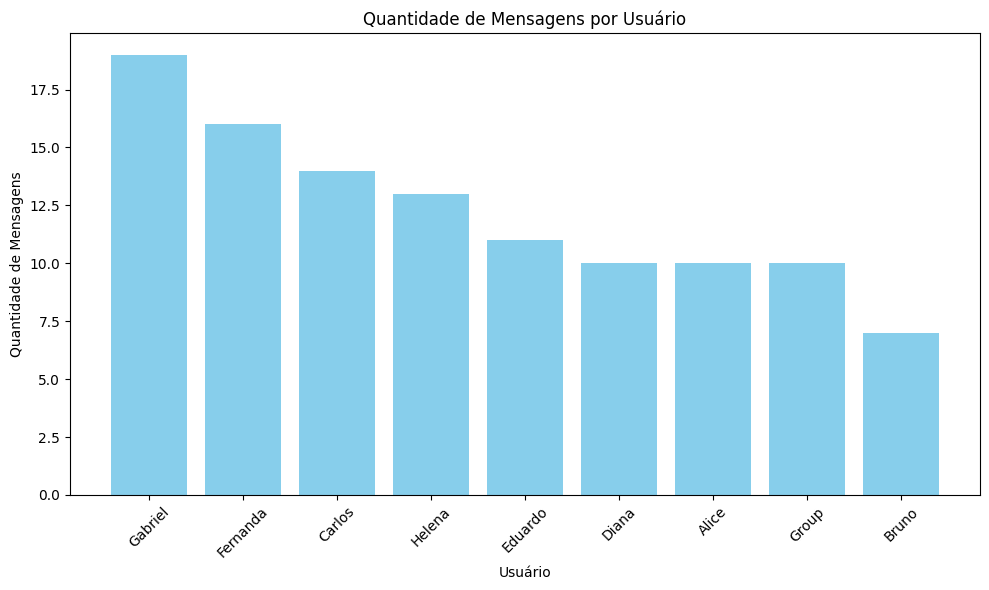 Quantidade de Mensagens por Usuário
Quantidade de Mensagens
17.5
15.0
12.5
10.0
7.5
5.0
2.5
0.0
Gabriel
Fernanda
Carlos
Helena
Eduardo
Diana
Alice
Group
Bruno
Usuário